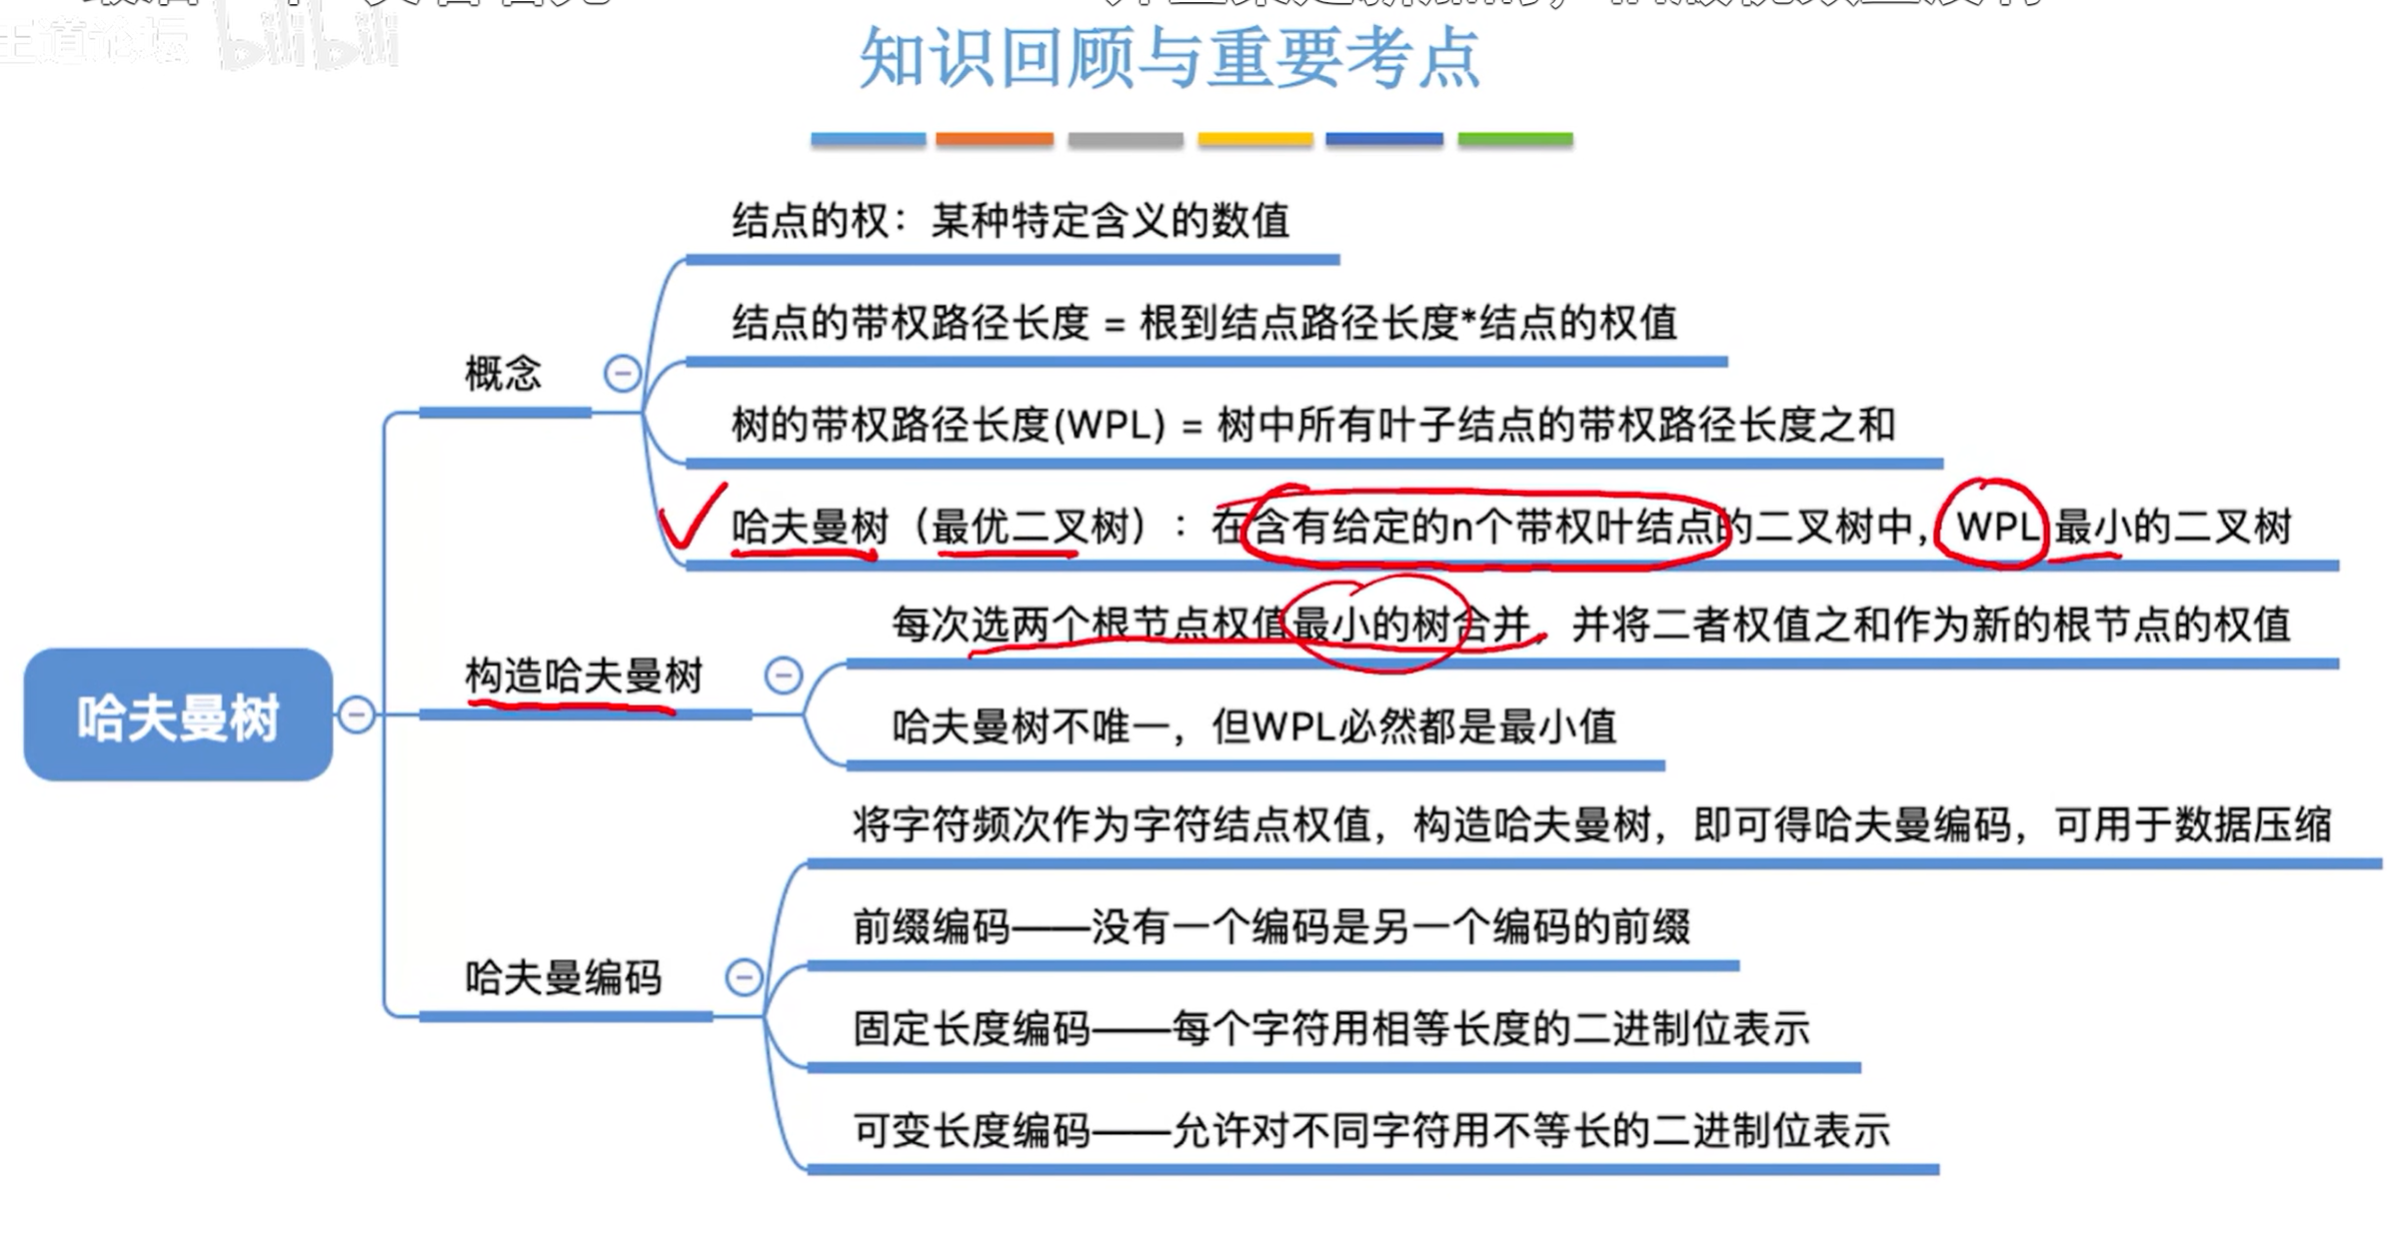 王道论坛 bilibili
知识回顾与重要考点
结点的权：某种特定含义的数值
结点的带权路径长度 = 根到结点路径长度*结点的权值
概念
树的带权路径长度(WPL) = 树中所有叶子结点的带权路径长度之和
哈夫曼树（最优二叉树）：在含有给定的n个带权叶结点的二叉树中，WPL 最小的二叉树
每次选两个根节点权值最小的树合并，并将二者权值之和作为新的根节点的权值
构造哈夫曼树
哈夫曼树
哈夫曼树不唯一，但WPL必然都是最小值
将字符频次作为字符结点权值，构造哈夫曼树，即可得哈夫曼编码，可用于数据压缩
前缀编码——没有一个编码是另一个编码的前缀
哈夫曼编码
固定长度编码——每个字符用相等长度的二进制位表示
可变长度编码——允许对不同字符用不等长的二进制位表示